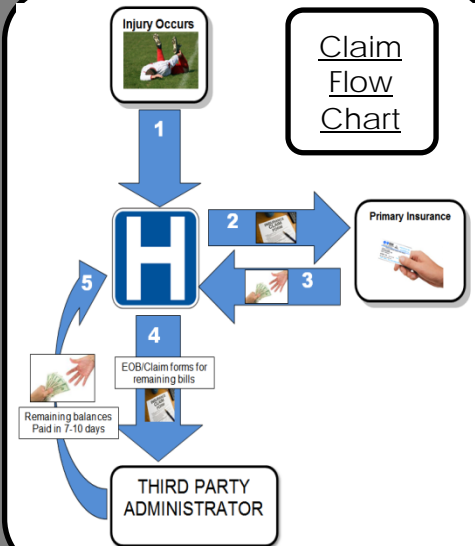 Injury Occurs
Claim
Flow
Chart
1
H
2
Primary Insurance
3
5
4
EOB/Claim forms for
remaining bills
Remaining balances
Paid in 7-10 days
THIRD PARTY
ADMINISTRATOR